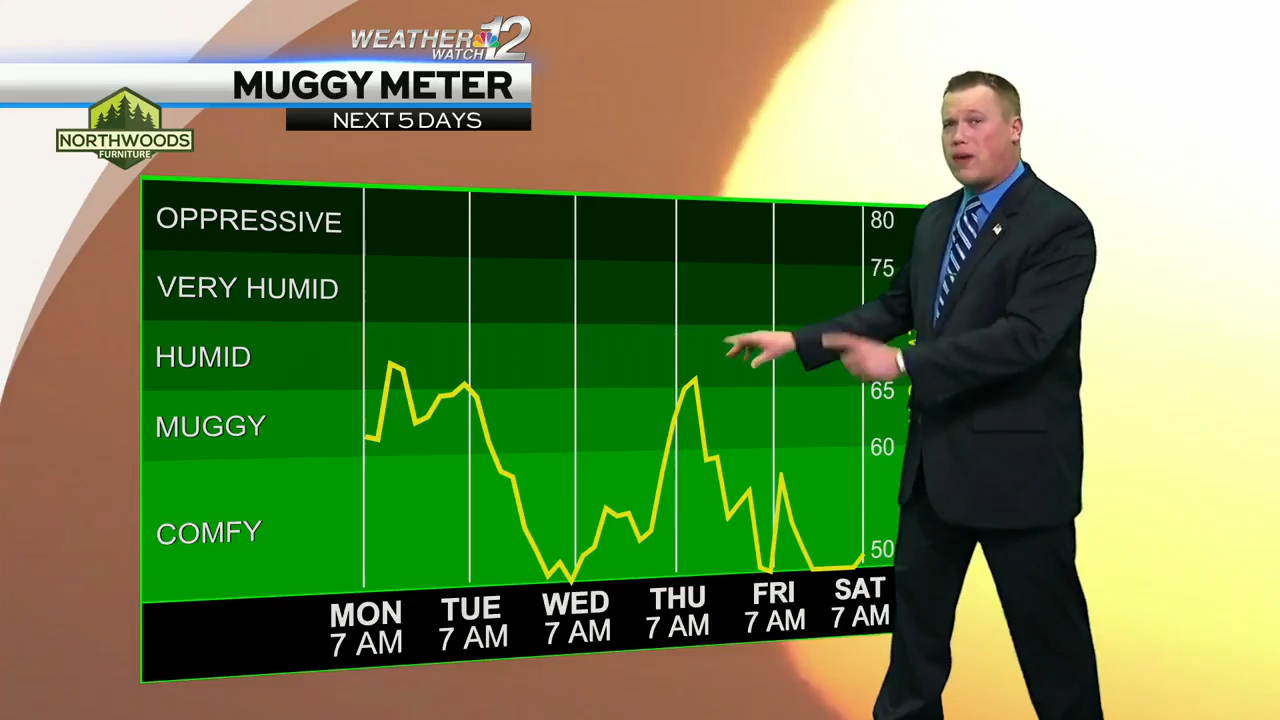 WEATHER
WATCH 12
MUGGY METER
NEXT 5 DAYS
NORTHWOODS
FURNITURE
OPPRESSIVE
VERY HUMID
HUMID
MUGGY
COMFY
80
75
65
60
50
MON TUE WED THU FRI SAT
7 AM 7 AM 7 AM 7 AM 7 AM 7 AM